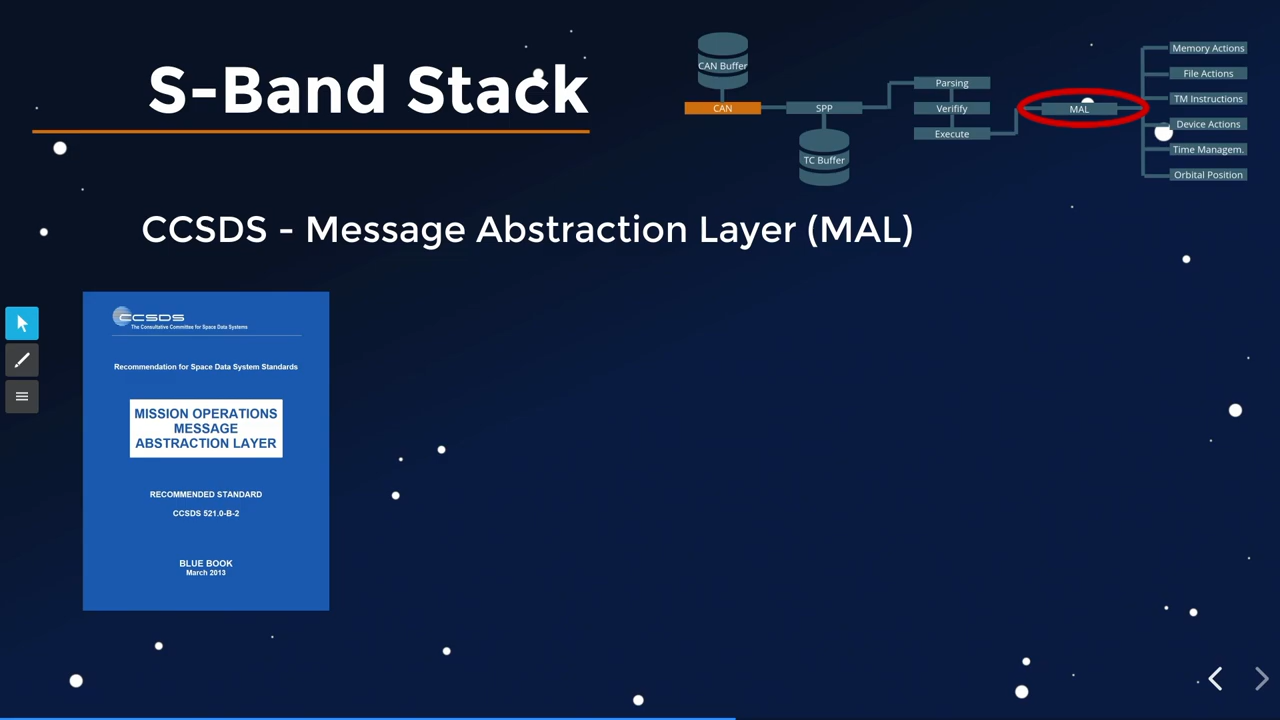 S-Band Stack
CAN Buffer
CAN
SPP
TC Buffer
Parsing
Verifify
Execute
MAL
Memory Actions
File Actions
TM Instructions
Device Actions
Time Managem.
Orbital Position
CCSDS - Message Abstraction Layer (MAL)
CCSDS
The Consultative Committee for Space Data Systems
Recommendation for Space Data System Standards
MISSION OPERATIONS
MESSAGE
ABSTRACTION LAYER
RECOMMENDED STANDARD
CCSDS 521.0-B-2
BLUE BOOK
March 2013